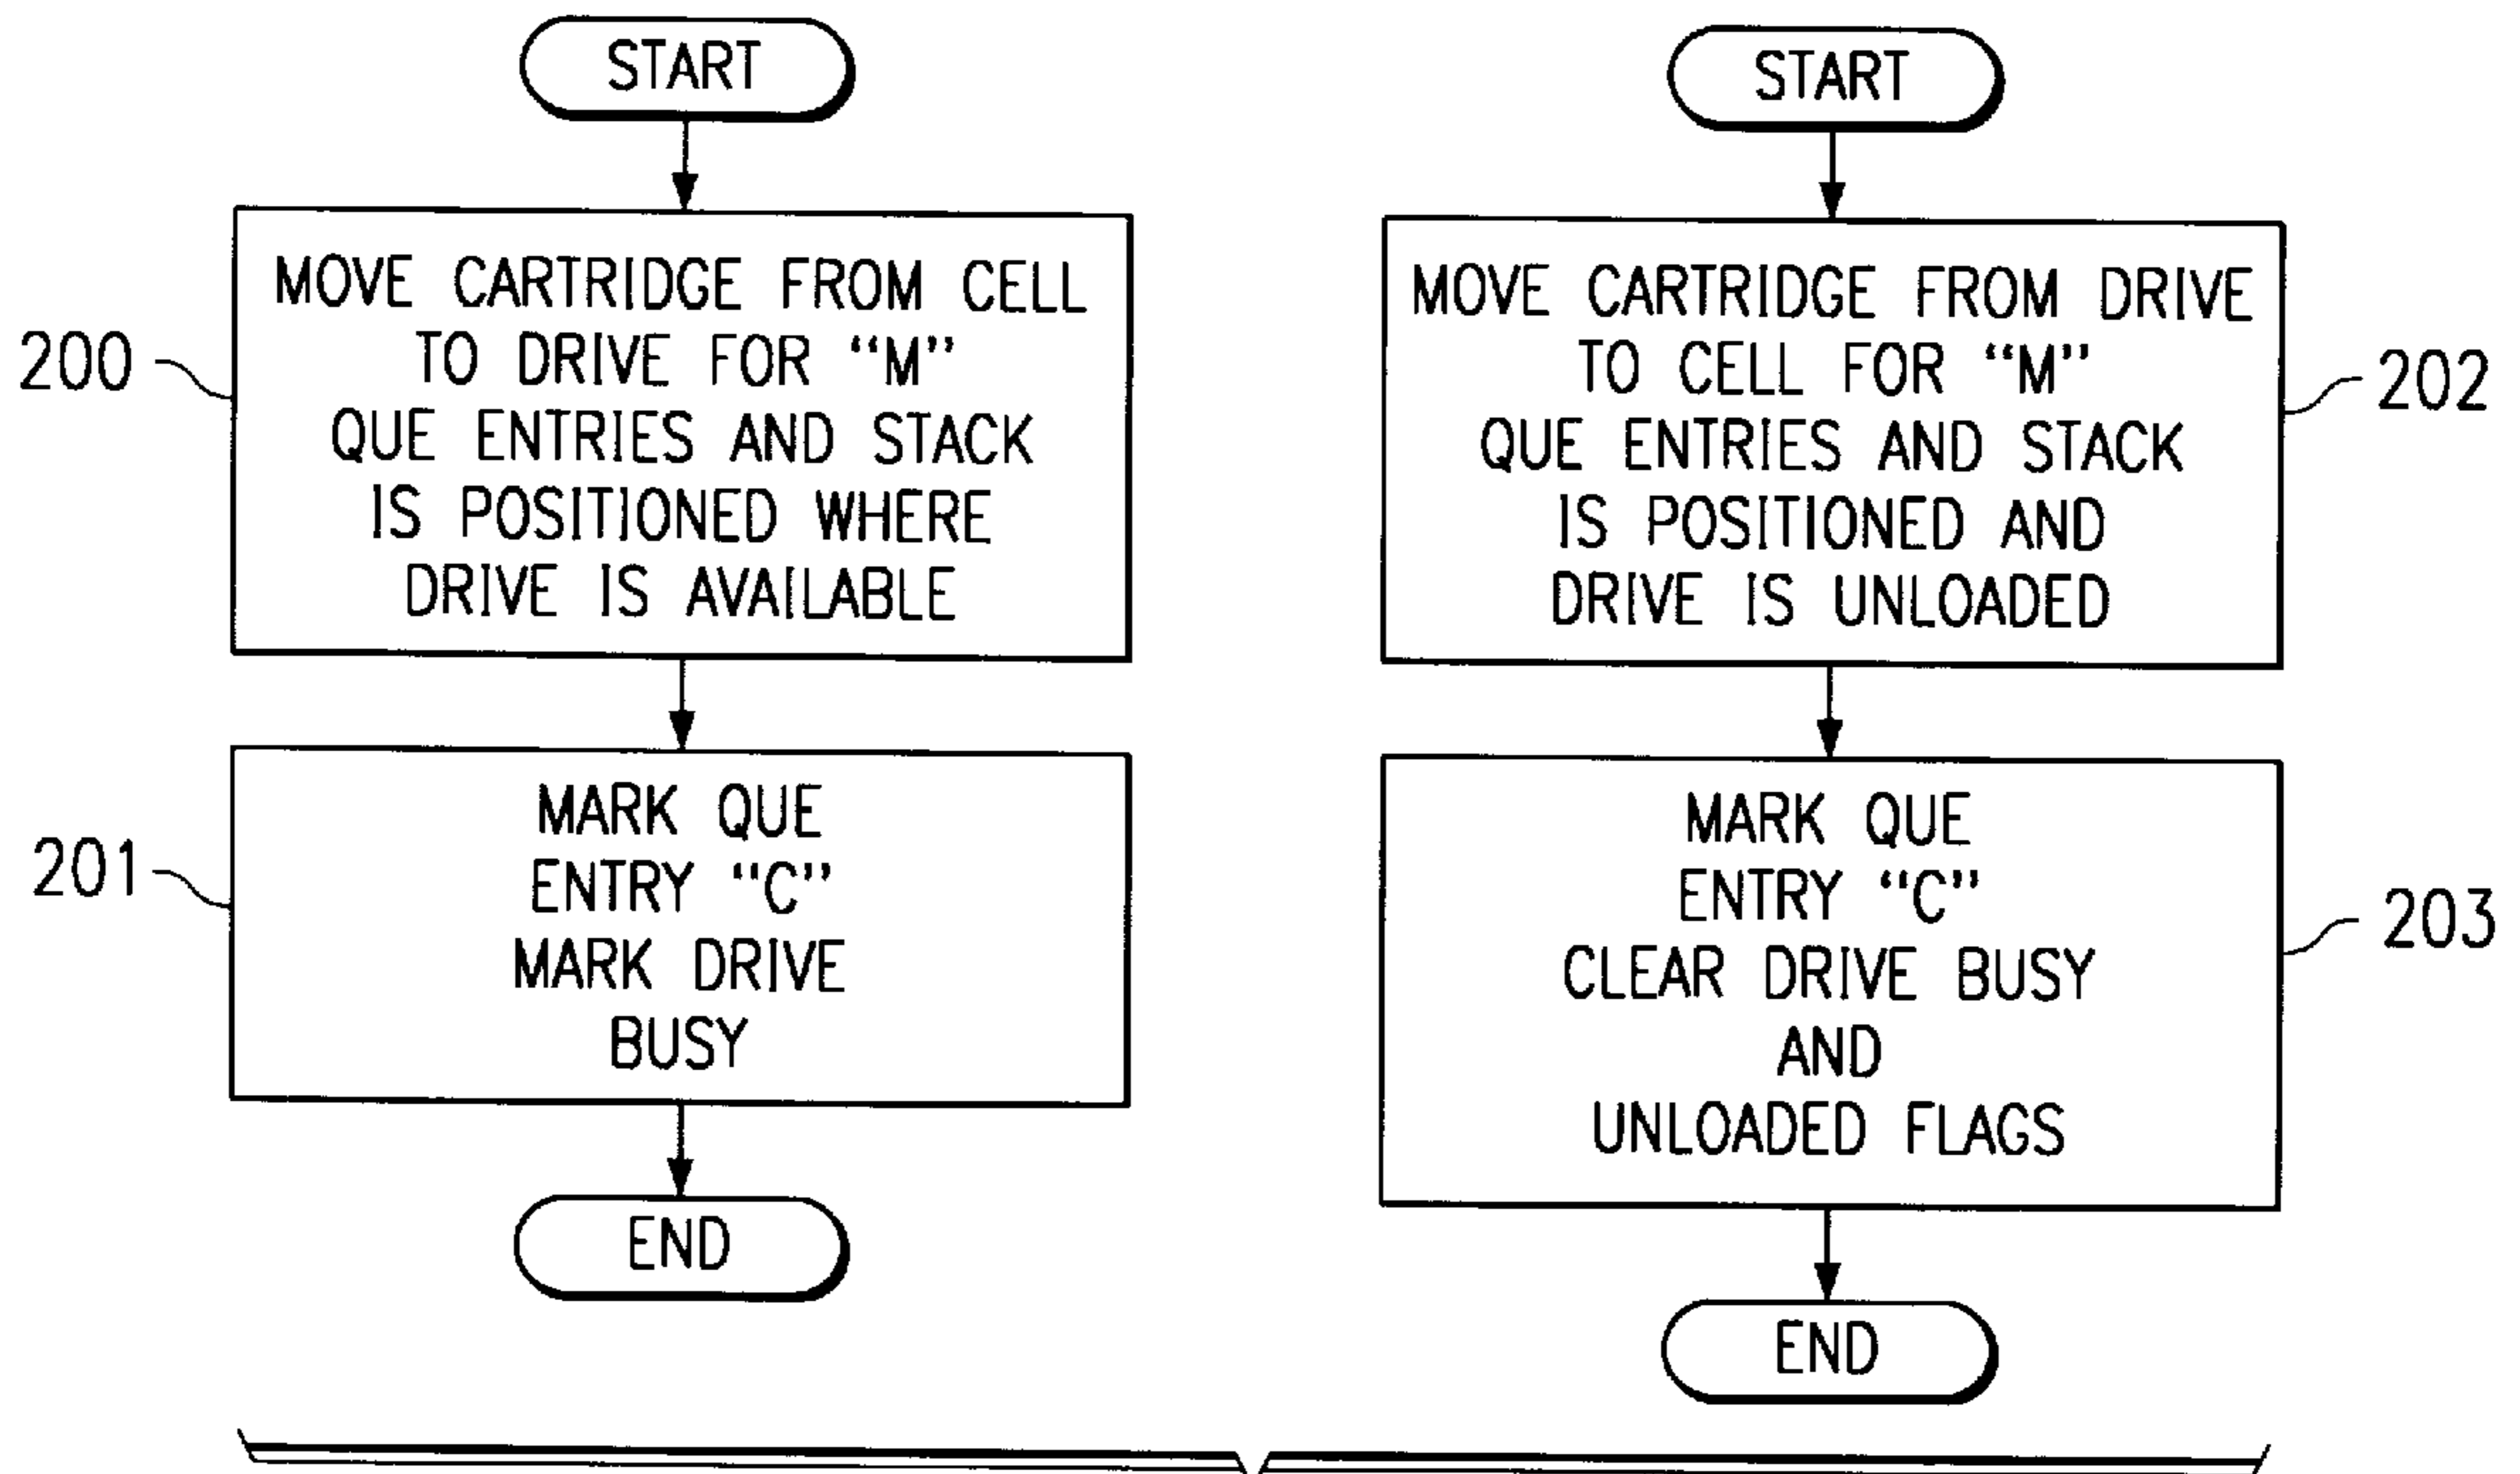 START
200
MOVE CARTRIDGE FROM CELL
TO DRIVE FOR “M”
QUE ENTRIES AND STACK
IS POSITIONED WHERE
DRIVE IS AVAILABLE
201
MARK QUE
ENTRY “C”
MARK DRIVE
BUSY
END
START
MOVE CARTRIDGE FROM DRIVE
TO CELL FOR “M”
QUE ENTRIES AND STACK
IS POSITIONED AND
DRIVE IS UNLOADED
202
MARK QUE
ENTRY “C”
CLEAR DRIVE BUSY
AND
UNLOADED FLAGS
203
END